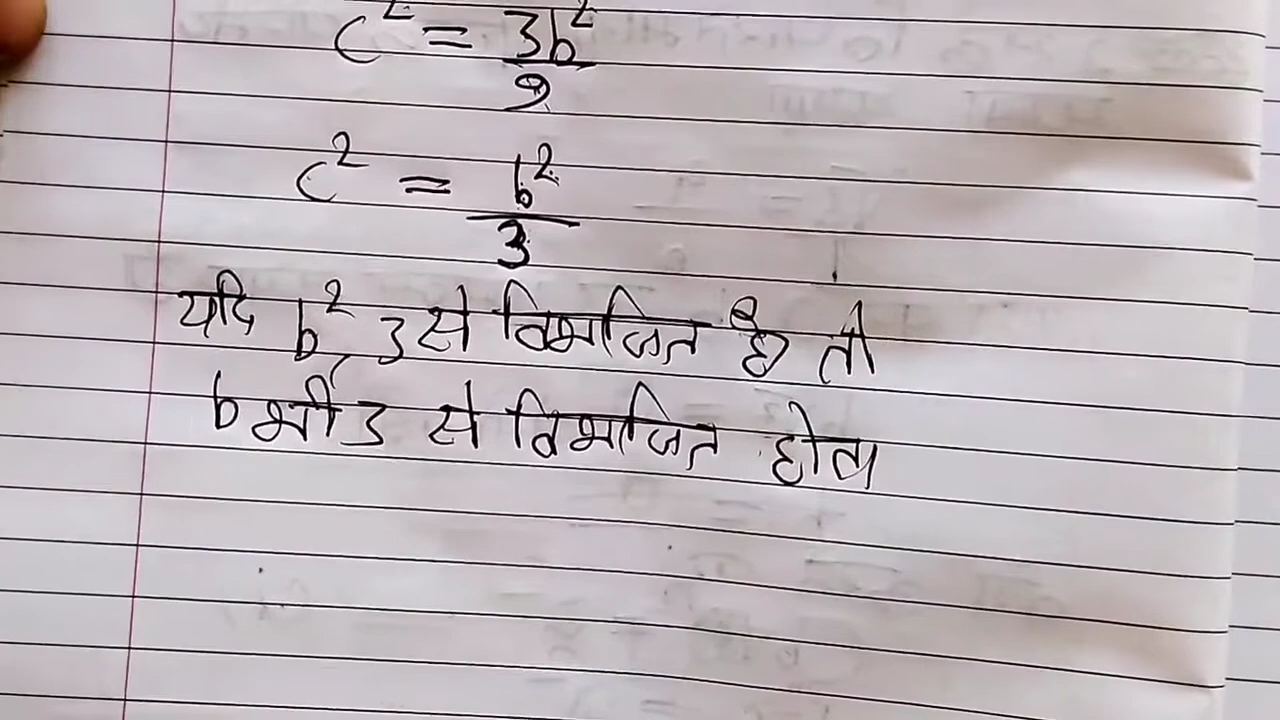 c² = 3b²
9
c² = b²
3
यदि b², 3 से विभाजित है तो
b भी 3 से विभाजित होगा